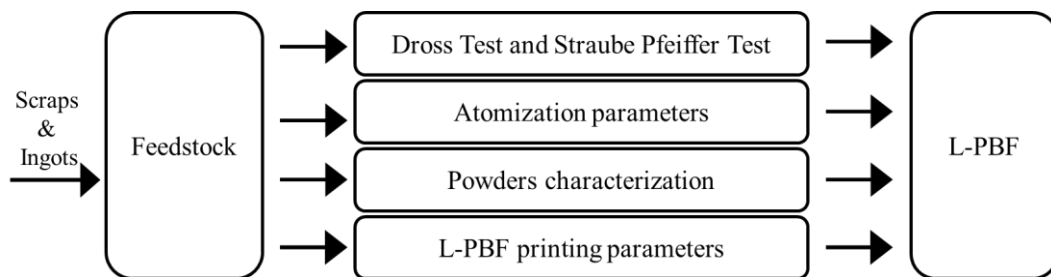 Scraps
&
Ingots
Feedstock
Dross Test and Straube Pfeiffer Test
Atomization parameters
Powders characterization
L-PBF printing parameters
L-PBF